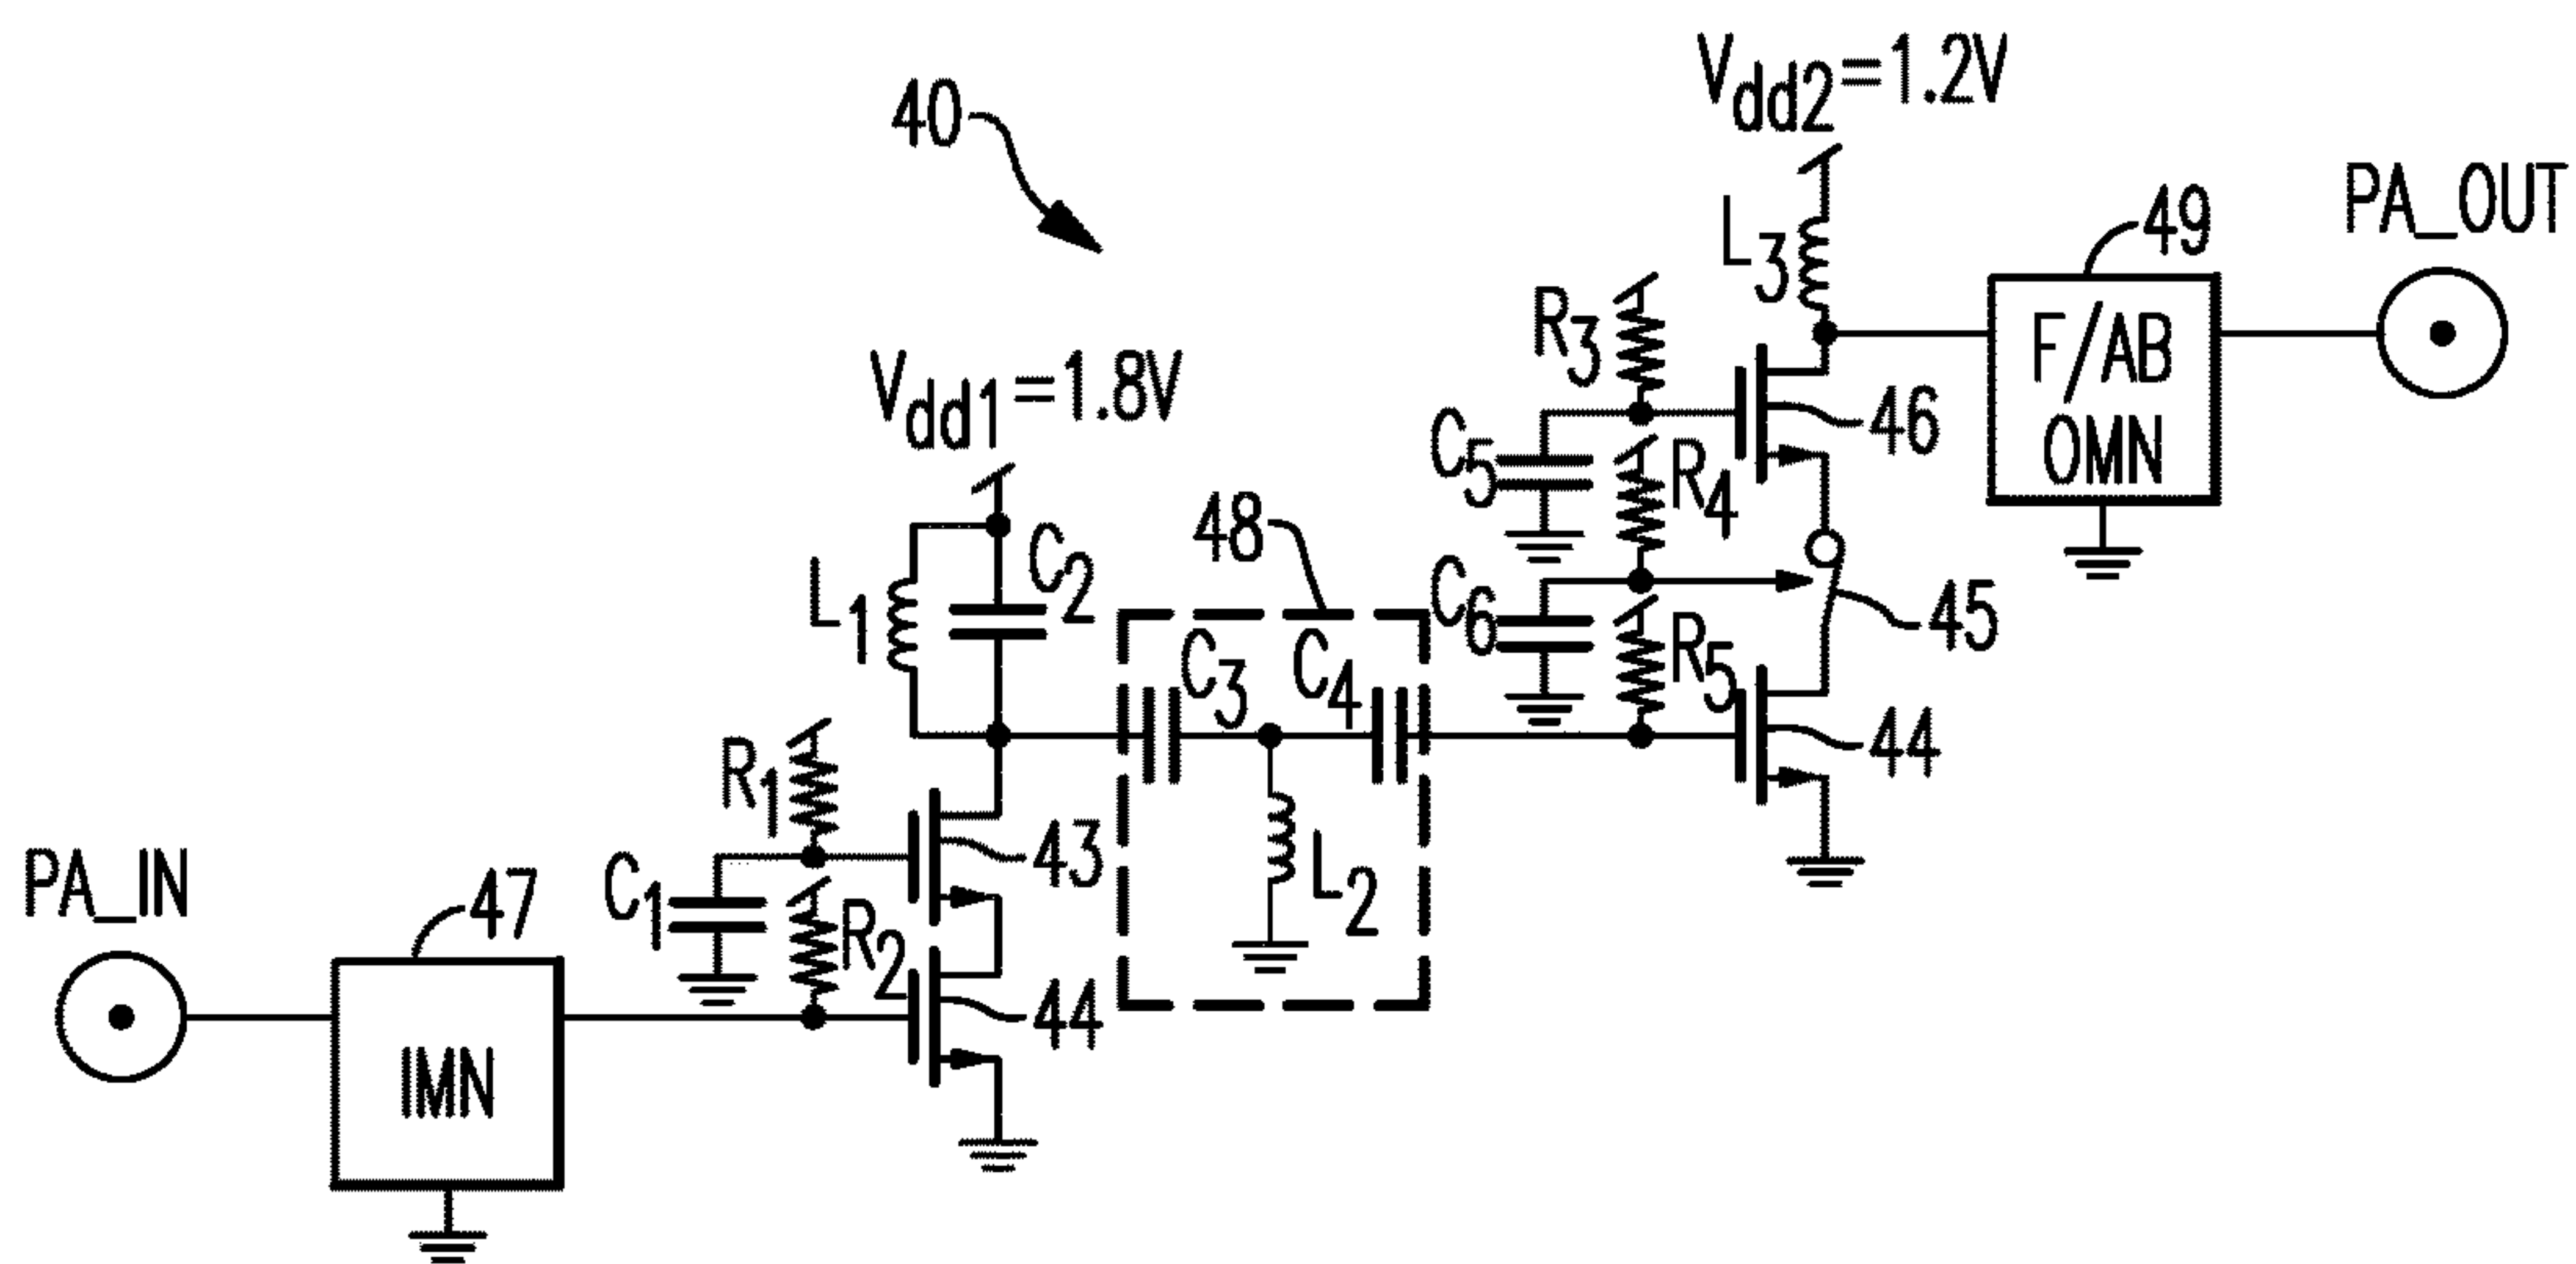 40
Vdd2=1.2V
PA_OUT
49
L3
R3
F/AB
OMN
46
C5
R4
Vdd1=1.8V
48
C2
L1
C6
45
R5
C3
C4
44
R1
43
L2
PA_IN
47
C1
R2
44
IMN